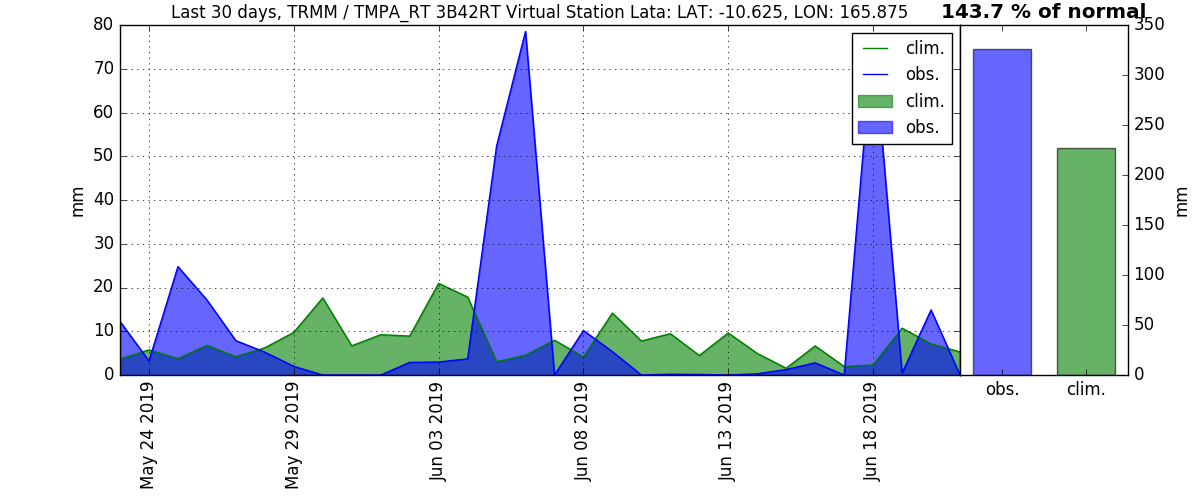 Last 30 days, TRMM / TMPA_RT 3B42RT Virtual Station Lata: LAT: -10.625, LON: 165.875
143.7 % of normal
80
70
60
50
40
30
20
10
0
mm
clim.
obs.
clim.
obs.
350
300
250
200
150
100
50
0
mm
obs.
clim.
May 24 2019
May 29 2019
Jun 03 2019
Jun 08 2019
Jun 13 2019
Jun 18 2019